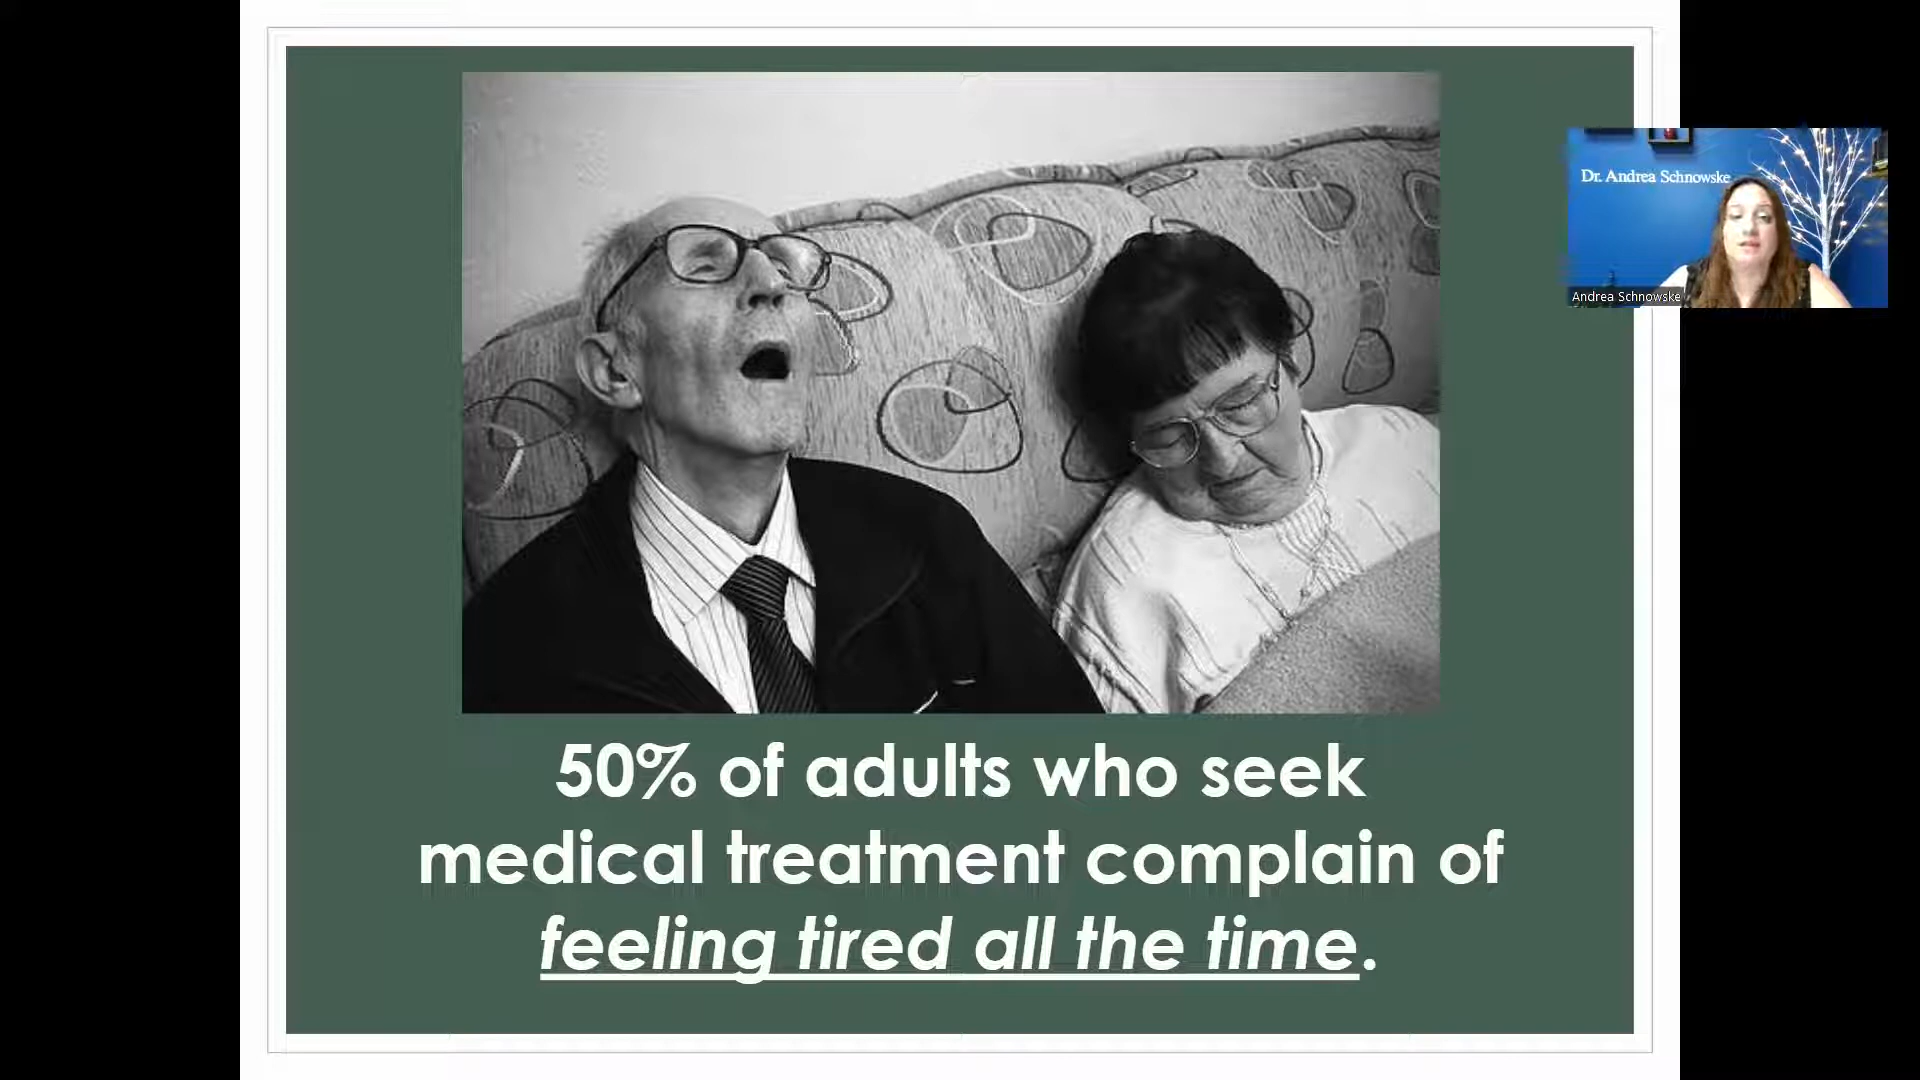 50% of adults who seek
medical treatment complain of
feeling tired all the time.
Dr. Andrea Schnowske
Andrea Schnowske